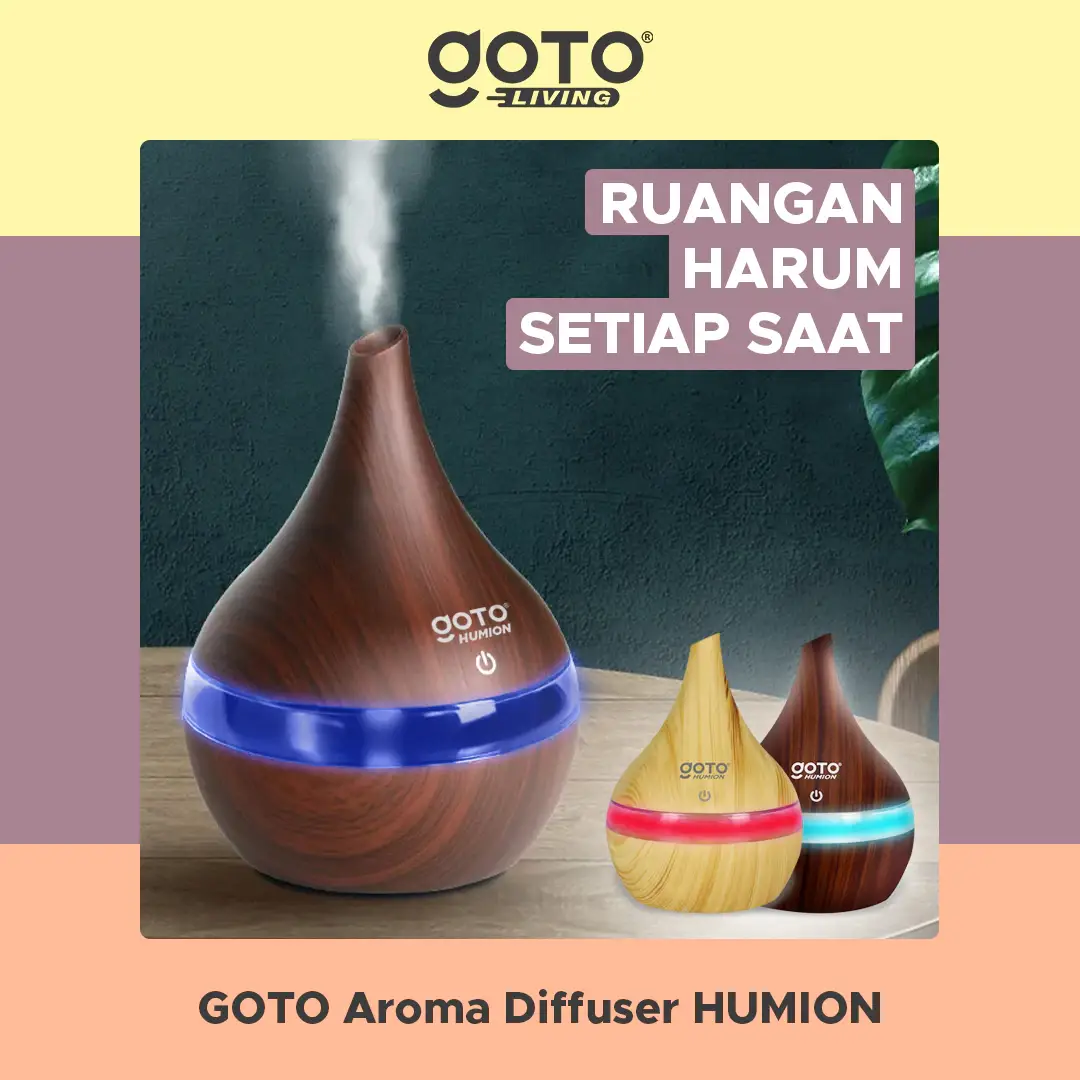 goTO®
LIVING
RUANGAN
HARUM
SETIAP SAAT
goTO®
HUMION
goTO®
HUMION
goTO®
HUMION
GOTO Aroma Diffuser HUMION